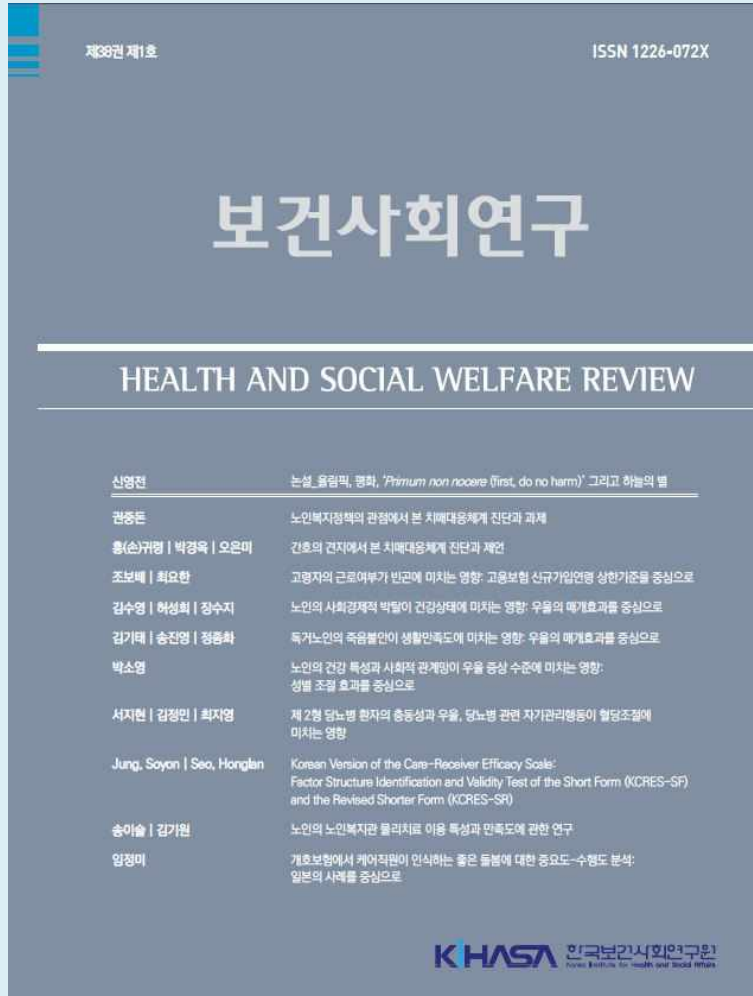 제38권 제1호
ISSN 1226-072X
보건사회연구
HEALTH AND SOCIAL WELFARE REVIEW
신영전 논설_올림픽, 평화, ‘Primum non nocere (first, do no harm)’ 그리고 하늘의 별
권중돈 노인복지정책의 관점에서 본 치매대응체계 진단과 과제
홍(손)귀령 | 박경옥 | 오은미 간호의 견지에서 본 치매대응체계 진단과 제언
조보배 | 최요한 고령자의 근로여부가 빈곤에 미치는 영향: 고용보험 신규가입연령 상한기준을 중심으로
김수영 | 허성희 | 장수지 노인의 사회경제적 박탈이 건강상태에 미치는 영향: 우울의 매개효과를 중심으로
김기태 | 송진영 | 정종화 독거노인의 죽음불안이 생활만족도에 미치는 영향: 우울의 매개효과를 중심으로
박소영 노인의 건강 특성과 사회적 관계망이 우울 증상 수준에 미치는 영향:
성별 조절 효과를 중심으로
서지현 | 김정민 | 최지영 제 2형 당뇨병 환자의 충동성과 우울, 당뇨병 관련 자기관리행동이 혈당조절에
미치는 영향
Jung, Soyon | Seo, Honglan Korean Version of the Care-Receiver Efficacy Scale:
Factor Structure Identification and Validity Test of the Short Form (KCRES-SF)
and the Revised Shorter Form (KCRES-SR)
송이슬 | 김기원 노인의 노인복지관 물리치료 이용 특성과 만족도에 관한 연구
임정미 개호보험에서 케어직원이 인식하는 좋은 돌봄에 대한 중요도-수행도 분석:
일본의 사례를 중심으로
KIHASA 한국보건사회연구원
Korea Institute for Health and Social Affairs